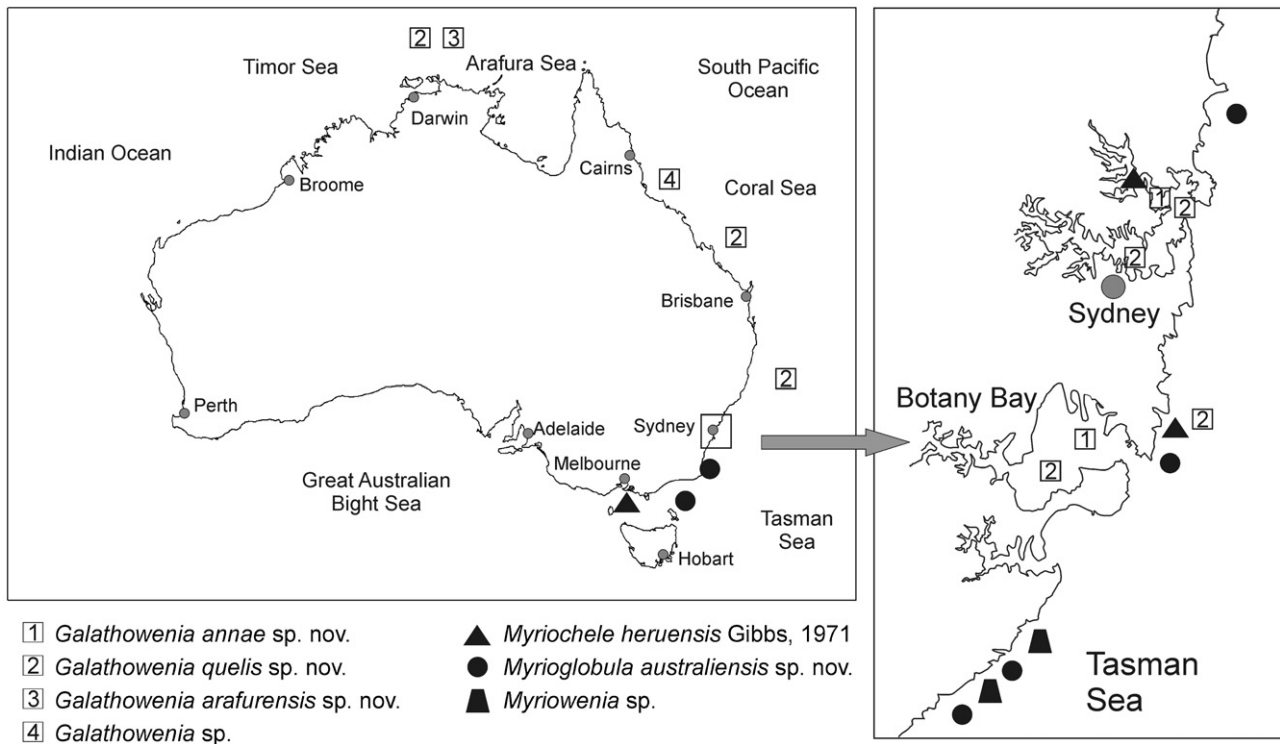 2 3
Timor Sea
Arafura Sea
South Pacific
Ocean
Darwin
Indian Ocean
Cairns
Broome
4
Coral Sea
2
Brisbane
2
Perth
Adelaide
Sydney
Melbourne
Great Australian
Bight Sea
Tasman
Sea
Hobart
1
2
2
Sydney
Botany Bay
2
1
2
Tasman
Sea
1 Galathowenia annae sp. nov.
2 Galathowenia quelis sp. nov.
3 Galathowenia arafurensis sp. nov.
4 Galathowenia sp.
Myriochele heruensis Gibbs, 1971
Myrioglobula australiensis sp. nov.
Myriowenia sp.